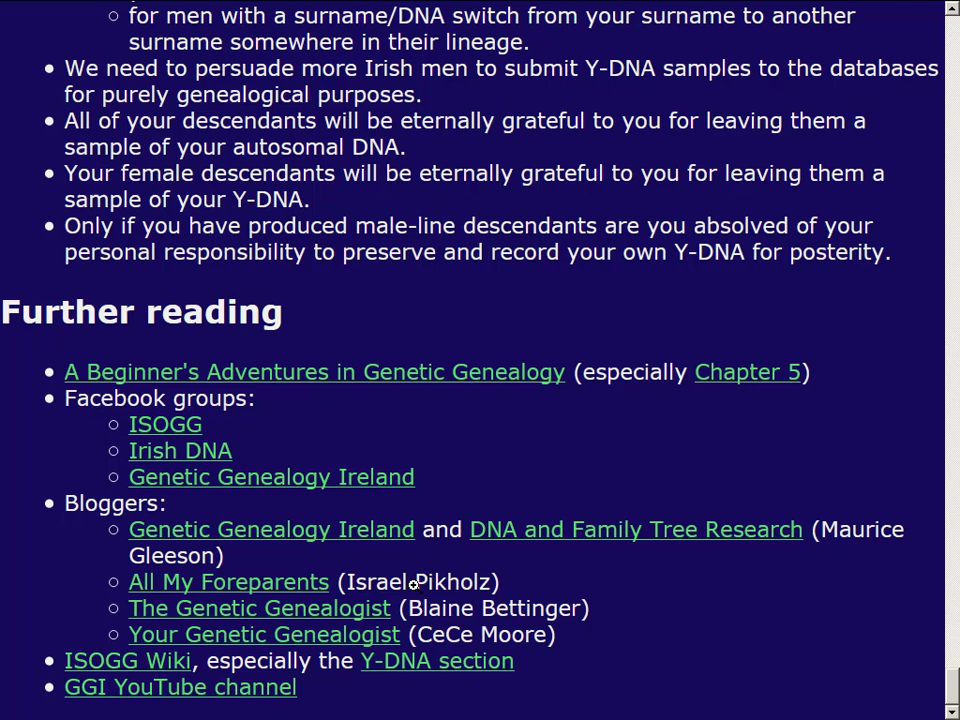 for men with a surname/DNA switch from your surname to another
surname somewhere in their lineage.
We need to persuade more Irish men to submit Y-DNA samples to the databases
for purely genealogical purposes.
All of your descendants will be eternally grateful to you for leaving them a
sample of your autosomal DNA.
Your female descendants will be eternally grateful to you for leaving them a
sample of your Y-DNA.
Only if you have produced male-line descendants are you absolved of your
personal responsibility to preserve and record your own Y-DNA for posterity.
Further reading
A Beginner's Adventures in Genetic Genealogy (especially Chapter 5)
Facebook groups:
ISOGG
Irish DNA
Genetic Genealogy Ireland
Bloggers:
Genetic Genealogy Ireland and DNA and Family Tree Research (Maurice
Gleeson)
All My Foreparents (Israel Pikholz)
The Genetic Genealogist (Blaine Bettinger)
Your Genetic Genealogist (CeCe Moore)
ISOGG Wiki, especially the Y-DNA section
GGI YouTube channel